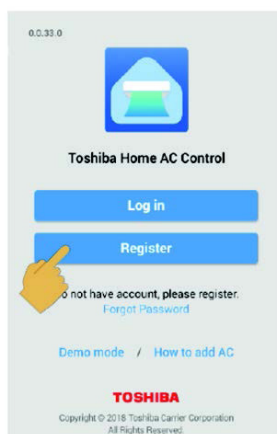 0.0.33.0
Toshiba Home AC Control
Log in
Register
not have account, please register.
Forgot Password
Demo mode / How to add AC
TOSHIBA
Copyright © 2018 Toshiba Carrier Corporation
All Rights Reserved.